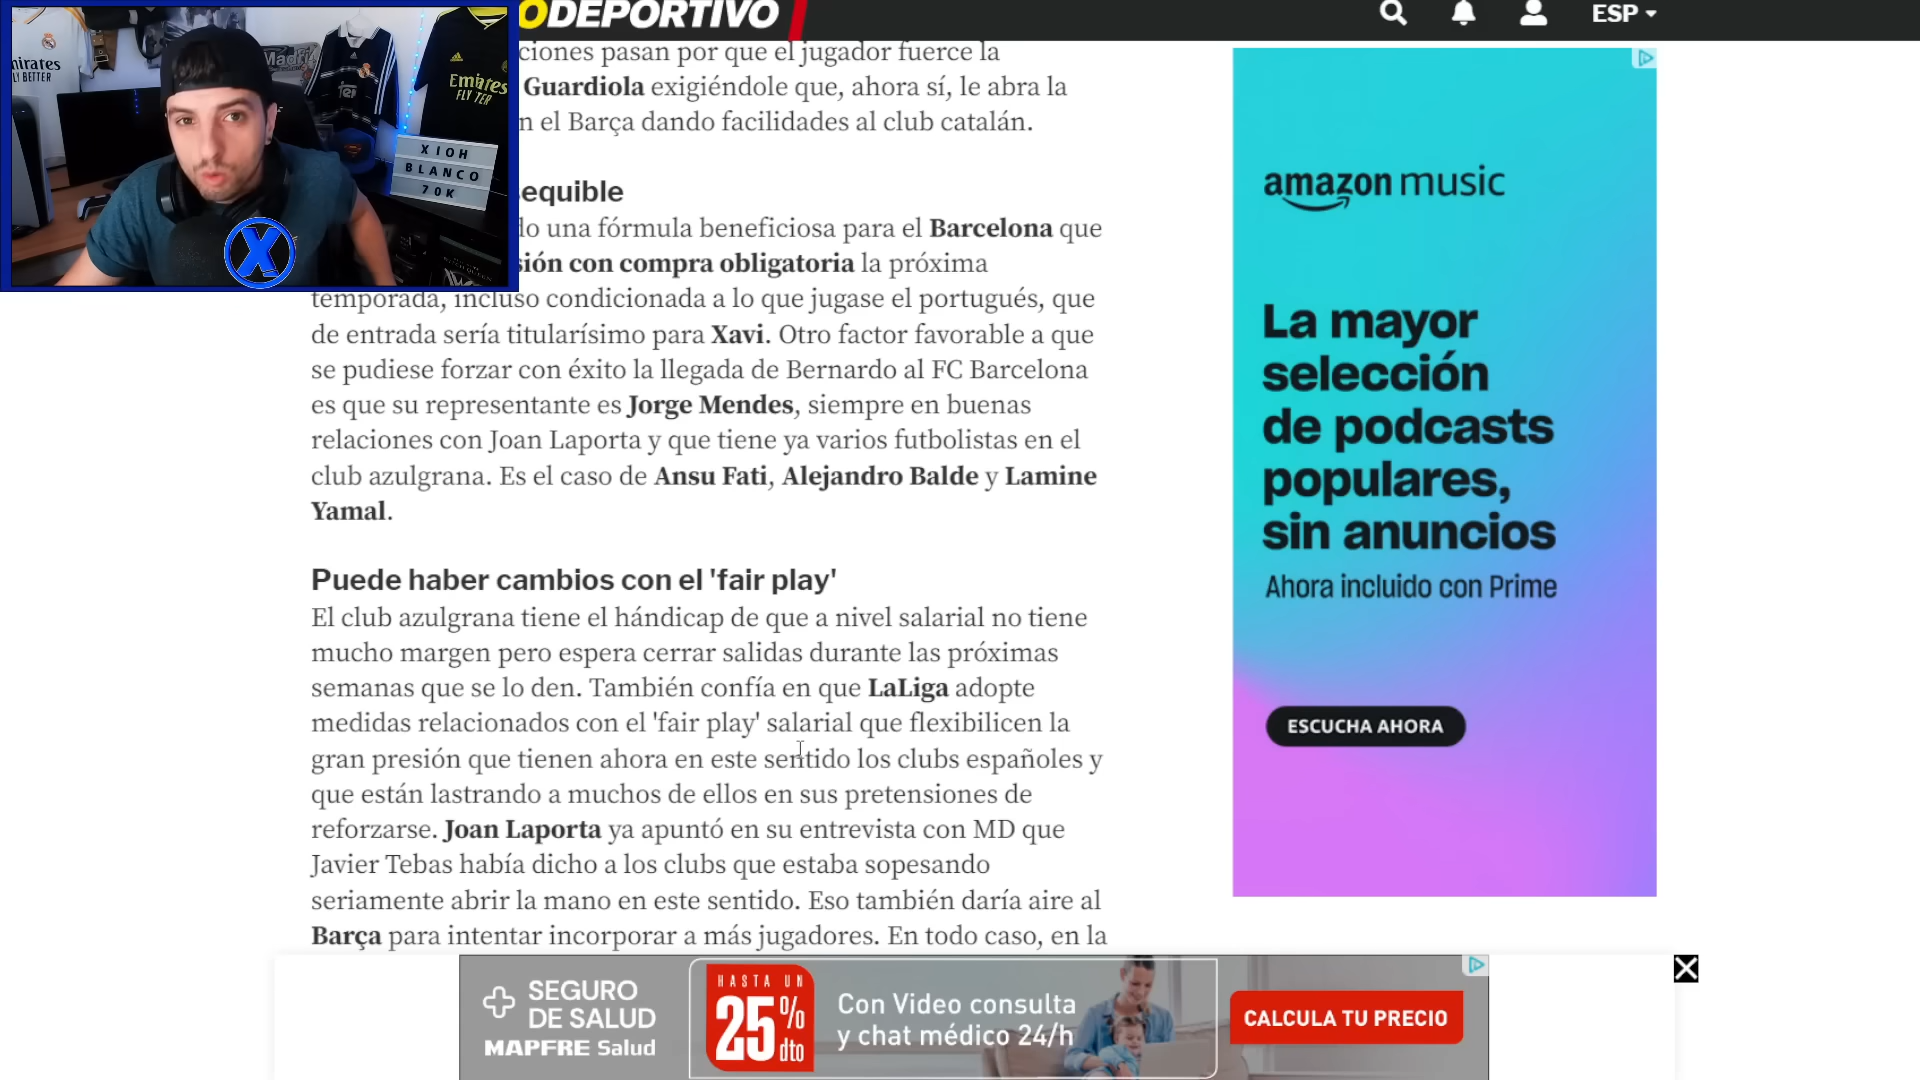 ODEPORTIVO
ESP
ciones pasan por que el jugador fuerce la
Guardiola exigiéndole que, ahora sí, le abra la
n el Barça dando facilidades al club catalán.
sequible
do una fórmula beneficiosa para el Barcelona que
sión con compra obligatoria la próxima
temporada, incluso condicionada a lo que jugase el portugués, que
de entrada sería titularísimo para Xavi. Otro factor favorable a que
se pudiese forzar con éxito la llegada de Bernardo al FC Barcelona
es que su representante es Jorge Mendes, siempre en buenas
relaciones con Joan Laporta y que tiene ya varios futbolistas en el
club azulgrana. Es el caso de Ansu Fati, Alejandro Balde y Lamine
Yamal.
Puede haber cambios con el 'fair play'
El club azulgrana tiene el hándicap de que a nivel salarial no tiene
mucho margen pero espera cerrar salidas durante las próximas
semanas que se lo den. También confía en que LaLiga adopte
medidas relacionados con el 'fair play' salarial que flexibilicen la
gran presión que tienen ahora en este sentido los clubs españoles y
que están lastrando a muchos de ellos en sus pretensiones de
reforzarse. Joan Laporta ya apuntó en su entrevista con MD que
Javier Tebas había dicho a los clubs que estaba sopesando
seriamente abrir la mano en este sentido. Eso también daría aire al
Barça para intentar incorporar a más jugadores. En todo caso, en la
XIOH
BLANCO
70K
X
Emirates
FLY
BETTER
amazon music
La mayor
selección
de podcasts
populares,
sin anuncios
Ahora incluido con Prime
ESCUCHA AHORA
SEGURO
DE SALUD
MAPFRE Salud
HASTA UN
25%
dto
Con Video consulta
y chat médico 24/h
CALCULA TU PRECIO